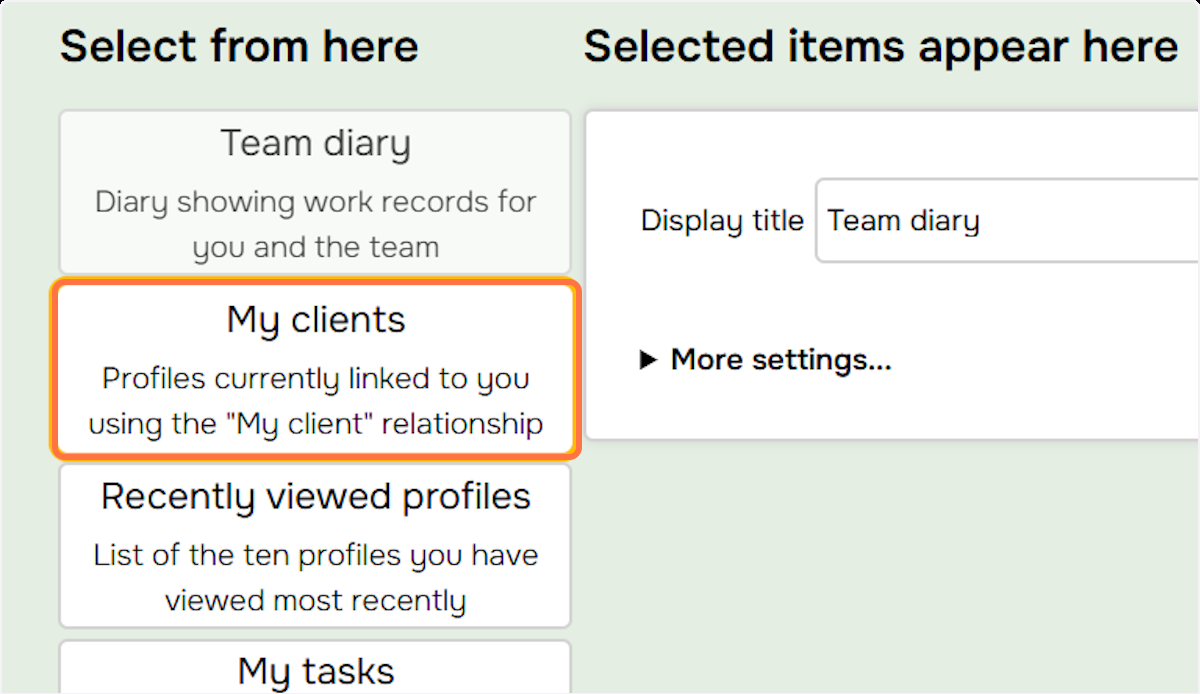 Select from here
Team diary
Diary showing work records for
you and the team
My clients
Profiles currently linked to you
using the "My client" relationship
Recently viewed profiles
List of the ten profiles you have
viewed most recently
My tasks
Selected items appear here
Display title Team diary
More settings...